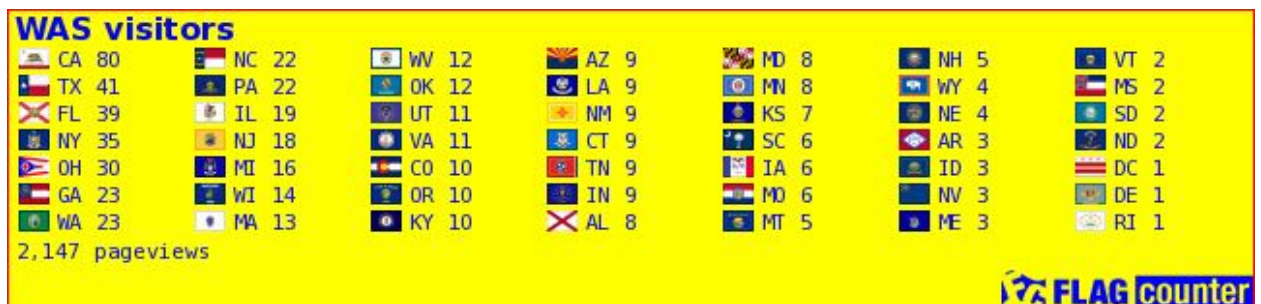 WAS visitors
CA 80 NC 22 WV 12 AZ 9 MD 8 NH 5 VT 2
TX 41 PA 22 OK 12 LA 9 MN 8 WY 4 MS 2
FL 39 IL 19 UT 11 NM 9 KS 7 NE 4 SD 2
NY 35 NJ 18 VA 11 CT 9 SC 6 AR 3 ND 2
OH 30 MI 16 CO 10 TN 9 IA 6 ID 3 DC 1
GA 23 WI 14 OR 10 IN 9 MO 6 NV 3 DE 1
WA 23 MA 13 KY 10 AL 8 MT 5 ME 3 RI 1
2,147 pageviews
FLAG counter